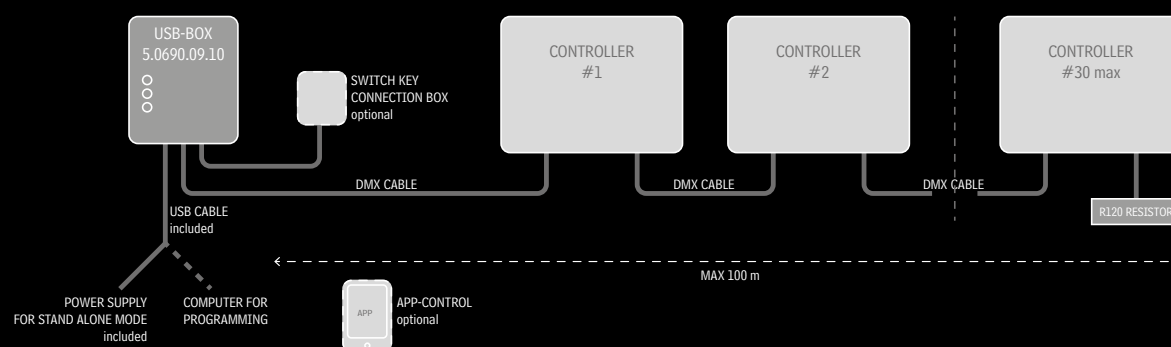 USB-BOX
5.0690.09.10
SWITCH KEY
CONNECTION BOX
optional
CONTROLLER
#1
CONTROLLER
#2
CONTROLLER
#30 max
DMX CABLE
DMX CABLE
DMX CABLE
R120 RESISTOR
USB CABLE
included
MAX 100 m
POWER SUPPLY
FOR STAND ALONE MODE
included
COMPUTER FOR
PROGRAMMING
APP
APP-CONTROL
optional